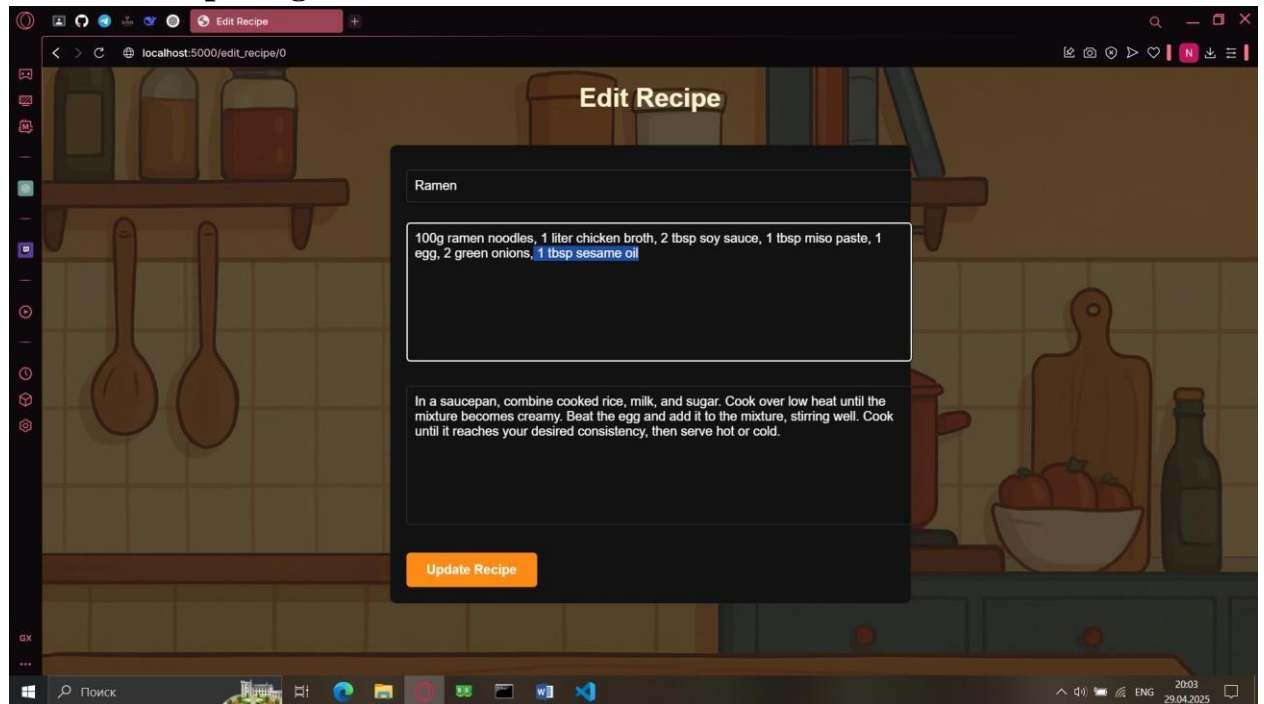 Edit Recipe
localhost:5000/edit_recipe/0
N
Edit Recipe
Ramen
100g ramen noodles, 1 liter chicken broth, 2 tbsp soy sauce, 1 tbsp miso paste, 1
egg, 2 green onions, 1 tbsp sesame oil
In a saucepan, combine cooked rice, milk, and sugar. Cook over low heat until the
mixture becomes creamy. Beat the egg and add it to the mixture, stirring well. Cook
until it reaches your desired consistency, then serve hot or cold.
Update Recipe
GX
Поиск
ENG
20:03
29.04.2025